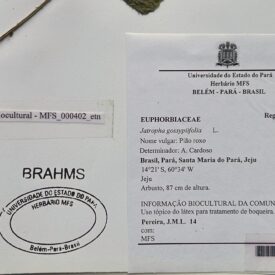 Universidade do Estado do Pará
Herbário MFS
BELÉM - PARÁ - BRASIL
EUPHORBIACEAE
Reg
Jatropha gossypiifolia L.
Nome vulgar: Pião roxo
Determinador: A. Cardoso
Brasil, Pará, Santa Maria do Pará, Jeju
14°21' S, 60°34' W
Jeju
Arbusto, 87 cm de altura.
INFORMAÇÃO BIOCULTURAL DA COMUN
Uso tópico do látex para tratamento de boqueira.
Pereira, J.M.L. 14
com:
MFS
iocultural - MFS_000402_etn
BRAHMS
UNIVERSIDADE DO ESTADO DO PARÁ
HERBÁRIO MFS
Belém-Pará-Brasil